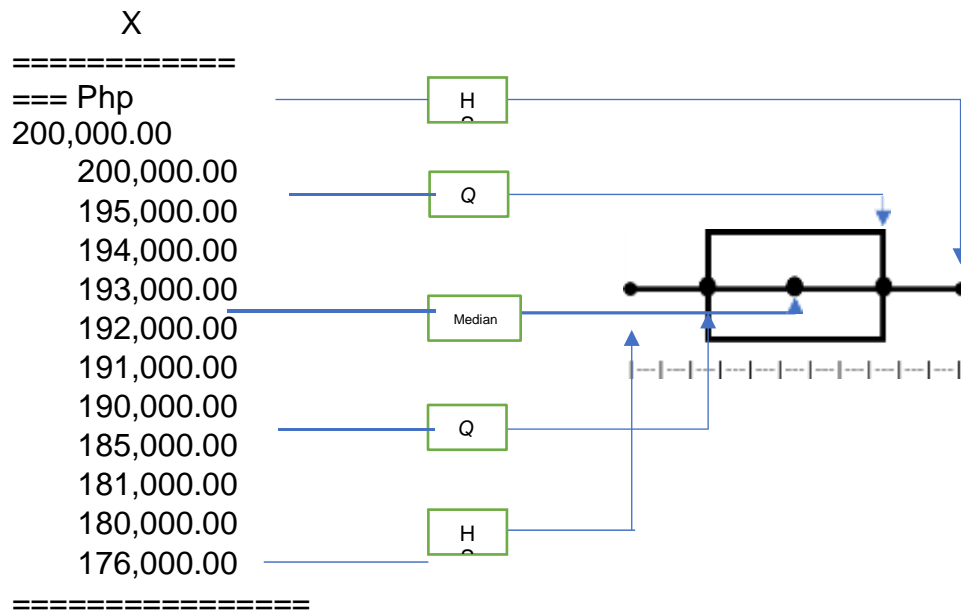 X
============
=== Php
200,000.00
200,000.00
195,000.00
194,000.00
193,000.00
192,000.00
191,000.00
190,000.00
185,000.00
181,000.00
180,000.00
176,000.00
================
H
Q
Median
Q
H
|---|---|---|---|---|---|---|---|---|---|---|